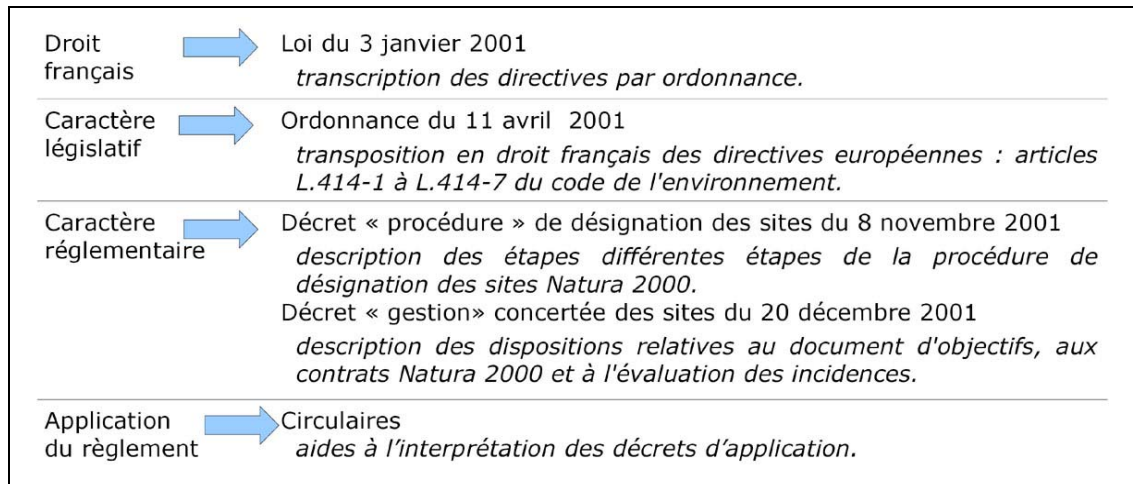 Droit français
Loi du 3 janvier 2001
transcription des directives par ordonnance.
Caractère législatif
Ordonnance du 11 avril 2001
transposition en droit français des directives européennes : articles
L.414-1 à L.414-7 du code de l'environnement.
Caractère réglementaire
Décret « procédure » de désignation des sites du 8 novembre 2001
description des étapes différentes étapes de la procédure de
désignation des sites Natura 2000.
Décret « gestion» concertée des sites du 20 décembre 2001
description des dispositions relatives au document d'objectifs, aux
contrats Natura 2000 et à l'évaluation des incidences.
Application du règlement
Circulaires
aides à l’interprétation des décrets d’application.